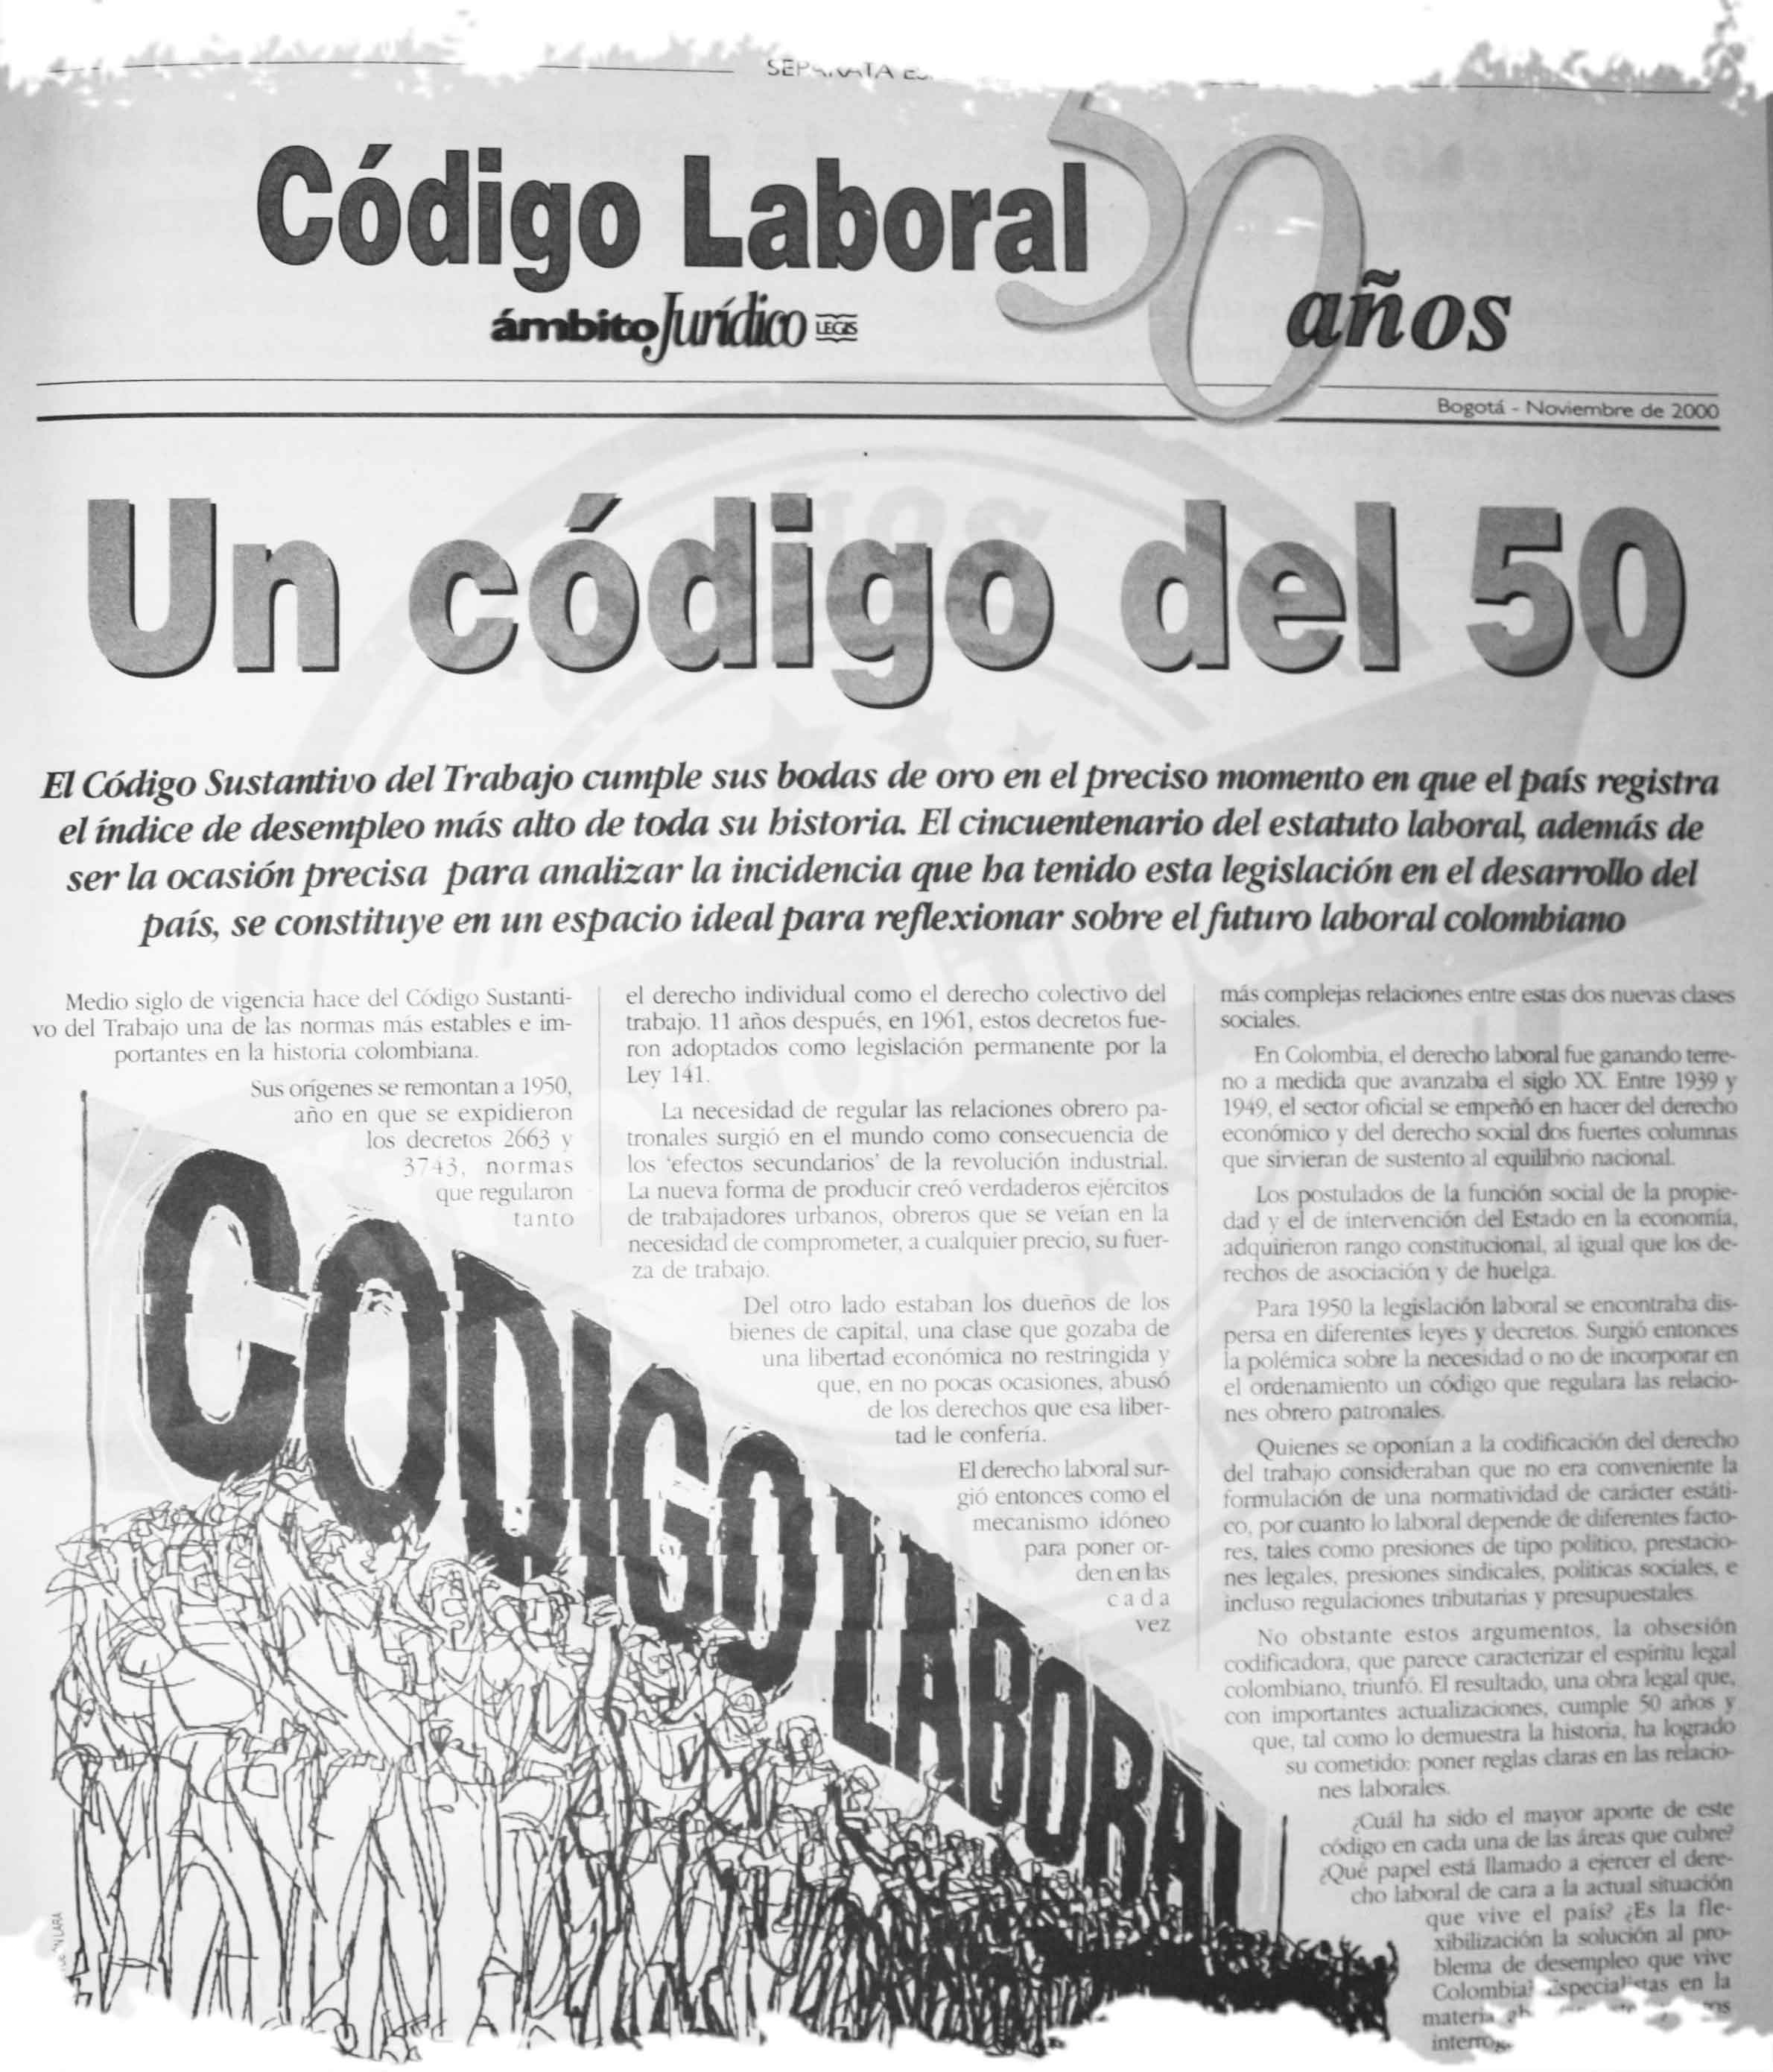 Código Laboral 50 años
ámbito Jurídico LEGIS
Bogotá - Noviembre de 2000
Un código del 50
El Código Sustantivo del Trabajo cumple sus bodas de oro en el preciso momento en que el país registra
el índice de desempleo más alto de toda su historia. El cincuentenario del estatuto laboral, además de
ser la ocasión precisa para analizar la incidencia que ha tenido esta legislación en el desarrollo del
país, se constituye en un espacio ideal para reflexionar sobre el futuro laboral colombiano
Medio siglo de vigencia hace del Código Sustanti-
vo del Trabajo una de las normas más estables e im-
portantes en la historia colombiana.
Sus orígenes se remontan a 1950,
año en que se expidieron
los decretos 2663 y
3743, normas
que regularon
tanto
el derecho individual como el derecho colectivo del
trabajo. 11 años después, en 1961, estos decretos fue-
ron adoptados como legislación permanente por la
Ley 141.
La necesidad de regular las relaciones obrero pa-
tronales surgió en el mundo como consecuencia de
los 'efectos secundarios' de la revolución industrial.
La nueva forma de producir creó verdaderos ejércitos
de trabajadores urbanos, obreros que se veían en la
necesidad de comprometer, a cualquier precio, su fuer-
za de trabajo.
Del otro lado estaban los dueños de los
bienes de capital, una clase que gozaba de
una libertad económica no restringida y
que, en no pocas ocasiones, abusó
de los derechos que esa liber-
tad le confería.
El derecho laboral sur-
gió entonces como el
mecanismo idóneo
para poner or-
den en las
cada
vez
más complejas relaciones entre estas dos nuevas clases
sociales.
En Colombia, el derecho laboral fue ganando terre-
no a medida que avanzaba el siglo XX. Entre 1939 y
1949, el sector oficial se empeñó en hacer del derecho
económico y del derecho social dos fuertes columnas
que sirvieran de sustento al equilibrio nacional.
Los postulados de la función social de la propie-
dad y el de intervención del Estado en la economía,
adquirieron rango constitucional, al igual que los de-
rechos de asociación y de huelga.
Para 1950 la legislación laboral se encontraba dis-
persa en diferentes leyes y decretos. Surgió entonces
la polémica sobre la necesidad o no de incorporar en
el ordenamiento un código que regulara las relacio-
nes obrero patronales.
Quienes se oponían a la codificación del derecho
del trabajo consideraban que no era conveniente la
formulación de una normatividad de carácter estáti-
co, por cuanto lo laboral depende de diferentes facto-
res, tales como presiones de tipo político, prestacio-
nes legales, presiones sindicales, políticas sociales, e
incluso regulaciones tributarias y presupuestales.
No obstante estos argumentos, la obsesión
codificadora, que parece caracterizar el espíritu legal
colombiano, triunfó. El resultado, una obra legal que,
con importantes actualizaciones, cumple 50 años y
que, tal como lo demuestra la historia, ha logrado
su cometido: poner reglas claras en las relacio-
nes laborales.
¿Cuál ha sido el mayor aporte de este
código en cada una de las áreas que cubre?
¿Qué papel está llamado a ejercer el dere-
cho laboral de cara a la actual situación
que vive el país? ¿Es la fle-
xibilización la solución al pro-
blema de desempleo que vive
Colombia? Especialistas en la
CODIGO LABORAL
LARA